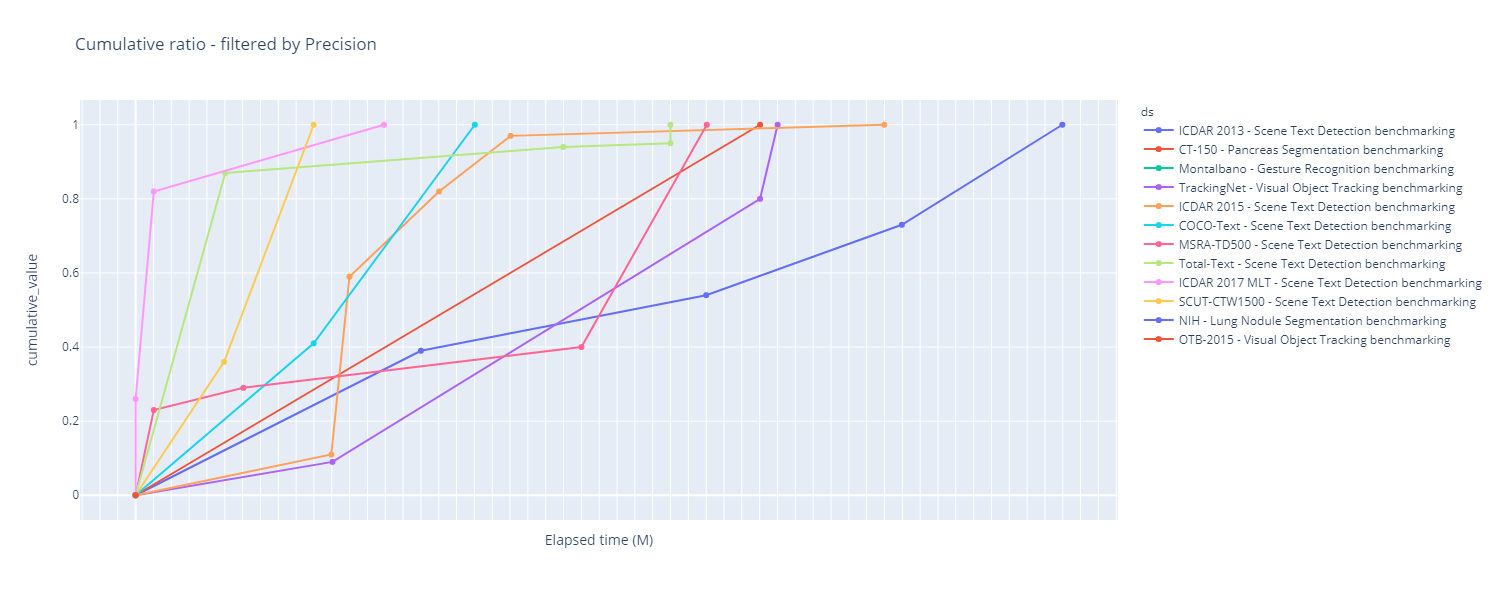 Cumulative ratio - filtered by Precision
ds
ICDAR 2013 - Scene Text Detection benchmarking
CT-150 - Pancreas Segmentation benchmarking
Montalbano - Gesture Recognition benchmarking
TrackingNet - Visual Object Tracking benchmarking
ICDAR 2015 - Scene Text Detection benchmarking
COCO-Text - Scene Text Detection benchmarking
MSRA-TD500 - Scene Text Detection benchmarking
Total-Text - Scene Text Detection benchmarking
ICDAR 2017 MLT - Scene Text Detection benchmarking
SCUT-CTW1500 - Scene Text Detection benchmarking
NIH - Lung Nodule Segmentation benchmarking
OTB-2015 - Visual Object Tracking benchmarking
1
0.8
0.6
0.4
0.2
0
cumulative_value
Elapsed time (M)